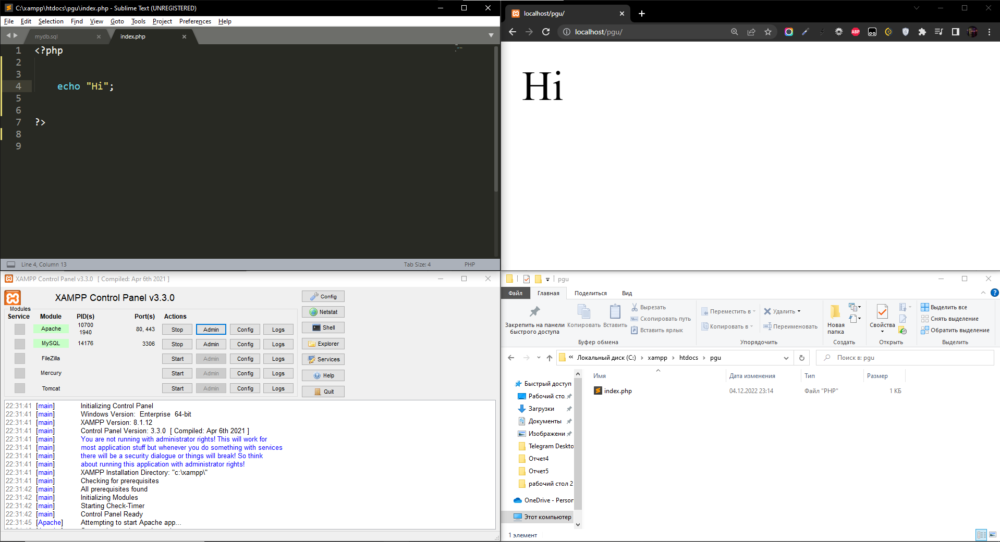 C:\xampp\htdocs\pgu\index.php - Sublime Text (UNREGISTERED)
File Edit Selection Find View Goto Tools Project Preferences Help
mydb.sql index.php
1 <?php
2
3
4 echo "Hi";
5
6
7 ?>
8
9
Line 4, Column 13 Tab Size: 4 PHP
localhost/pgu/
localhost/pgu/
ABP
Hi
XAMPP Control Panel v3.3.0 [ Compiled: Apr 6th 2021 ]
XAMPP Control Panel v3.3.0
Modules
Service Module PID(s) Port(s) Actions
Apache 10700 1940 80, 443 Stop Admin Config Logs
MySQL 14176 3306 Stop Admin Config Logs
FileZilla Start Admin Config Logs
Mercury Start Admin Config Logs
Tomcat Start Admin Config Logs
Config
Netstat
Shell
Explorer
Services
Help
Quit
22:31:41 [main] Initializing Control Panel
22:31:41 [main] Windows Version: Enterprise 64-bit
22:31:41 [main] XAMPP Version: 8.1.12
22:31:41 [main] Control Panel Version: 3.3.0 [ Compiled: Apr 6th 2021 ]
22:31:41 [main] You are not running with administrator rights! This will work for
22:31:41 [main] most application stuff but whenever you do something with services
22:31:41 [main] there will be a security dialogue or things will break! So think
22:31:41 [main] about running this application with administrator rights!
22:31:41 [main] XAMPP Installation Directory: "c:\xampp\"
22:31:41 [main] Checking for prerequisites
22:31:42 [main] All prerequisites found
22:31:42 [main] Initializing Modules
22:31:42 [main] Starting Check-Timer
22:31:42 [main] Control Panel Ready
22:31:45 [Apache] Attempting to start Apache app...
pgu
Файл Главная Поделиться Вид
Закрепить на панели быстрого доступа
Копировать
Вставить
Вырезать
Скопировать путь
Вставить ярлык
Буфер обмена
Переместить в
Копировать в
Удалить
Переименовать
Упорядочить
Новая папка
Создать
Свойства
Открыть
Выделить все
Снять выделение
Обратить выделение
Выделить
« Локальный диск (C:) › xampp › htdocs › pgu
Поиск в: pgu
Имя Дата изменения Тип Размер
index.php 04.12.2022 23:14 Файл "PHP" 1 КБ
Быстрый доступ
Рабочий сто
Загрузки
Документы
Изображени
Telegram Deskto
Отчет4
Отчет5
рабочий стол 2
OneDrive - Person
Этот компьютер
1 элемент